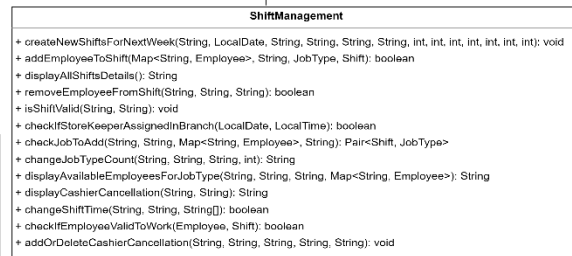 ShiftManagement
+ createNewShiftsForNextWeek(String, LocalDate, String, String, String, String, int, int, int, int, int, int, int): void
+ addEmployeeToShift(Map<String, Employee>, String, JobType, Shift): boolean
+ displayAllShiftsDetails(): String
+ removeEmployeeFromShift(String, String, String): boolean
+ isShiftValid(String, String): void
+ checkIfStoreKeeperAssignedInBranch(LocalDate, LocalTime): boolean
+ checkJobToAdd(String, String, Map<String, Employee>, String): Pair<Shift, JobType>
+ changeJobTypeCount(String, String, String, int): String
+ displayAvailableEmployeesForJobType(String, String, String, Map<String, Employee>): String
+ displayCashierCancellation(String, String): String
+ changeShiftTime(String, String, String[]): boolean
+ checkIfEmployeeValidToWork(Employee, Shift): boolean
+ addOrDeleteCashierCancellation(String, String, String, String, String): void